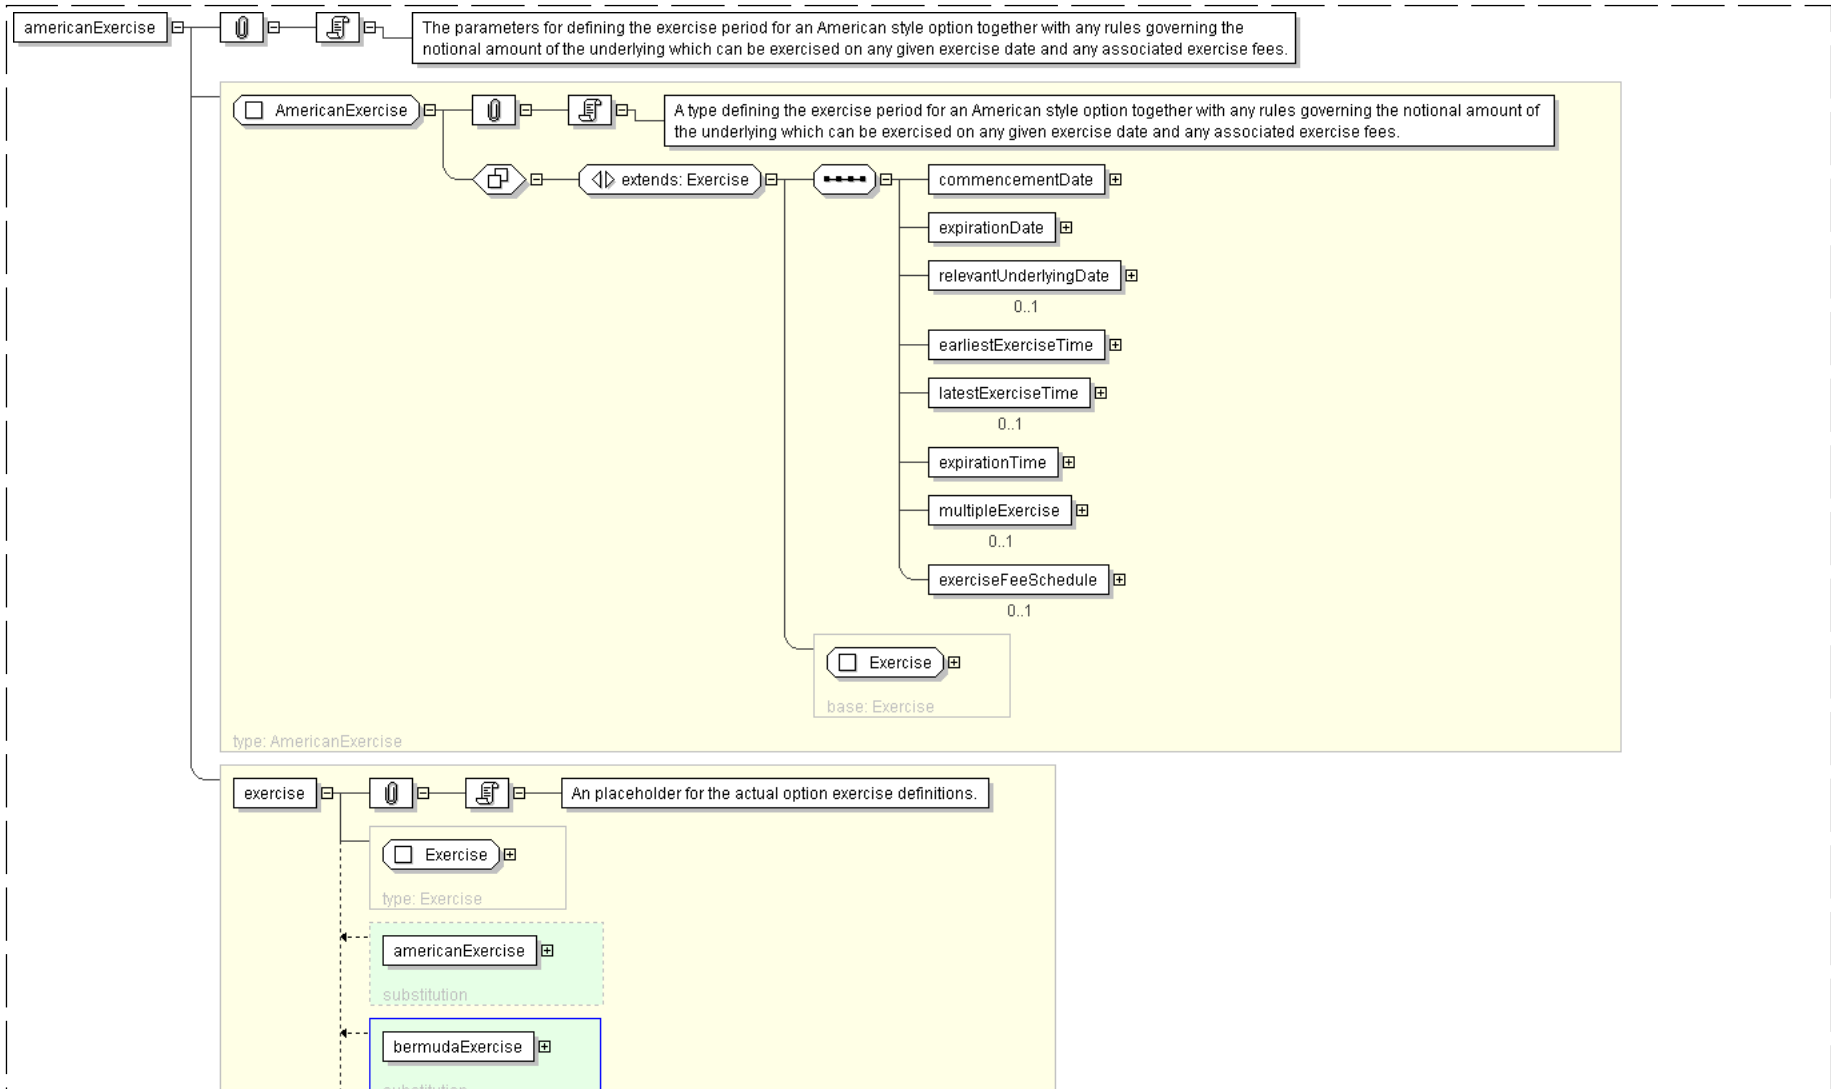 americanExercise
The parameters for defining the exercise period for an American style option together with any rules governing the
notional amount of the underlying which can be exercised on any given exercise date and any associated exercise fees.
AmericanExercise
A type defining the exercise period for an American style option together with any rules governing the notional amount of
the underlying which can be exercised on any given exercise date and any associated exercise fees.
extends: Exercise
commencementDate
expirationDate
relevantUnderlyingDate
0..1
earliestExerciseTime
latestExerciseTime
0..1
expirationTime
multipleExercise
0..1
exerciseFeeSchedule
0..1
Exercise
base: Exercise
type: AmericanExercise
exercise
An placeholder for the actual option exercise definitions.
Exercise
type: Exercise
americanExercise
substitution
bermudaExercise
substitution